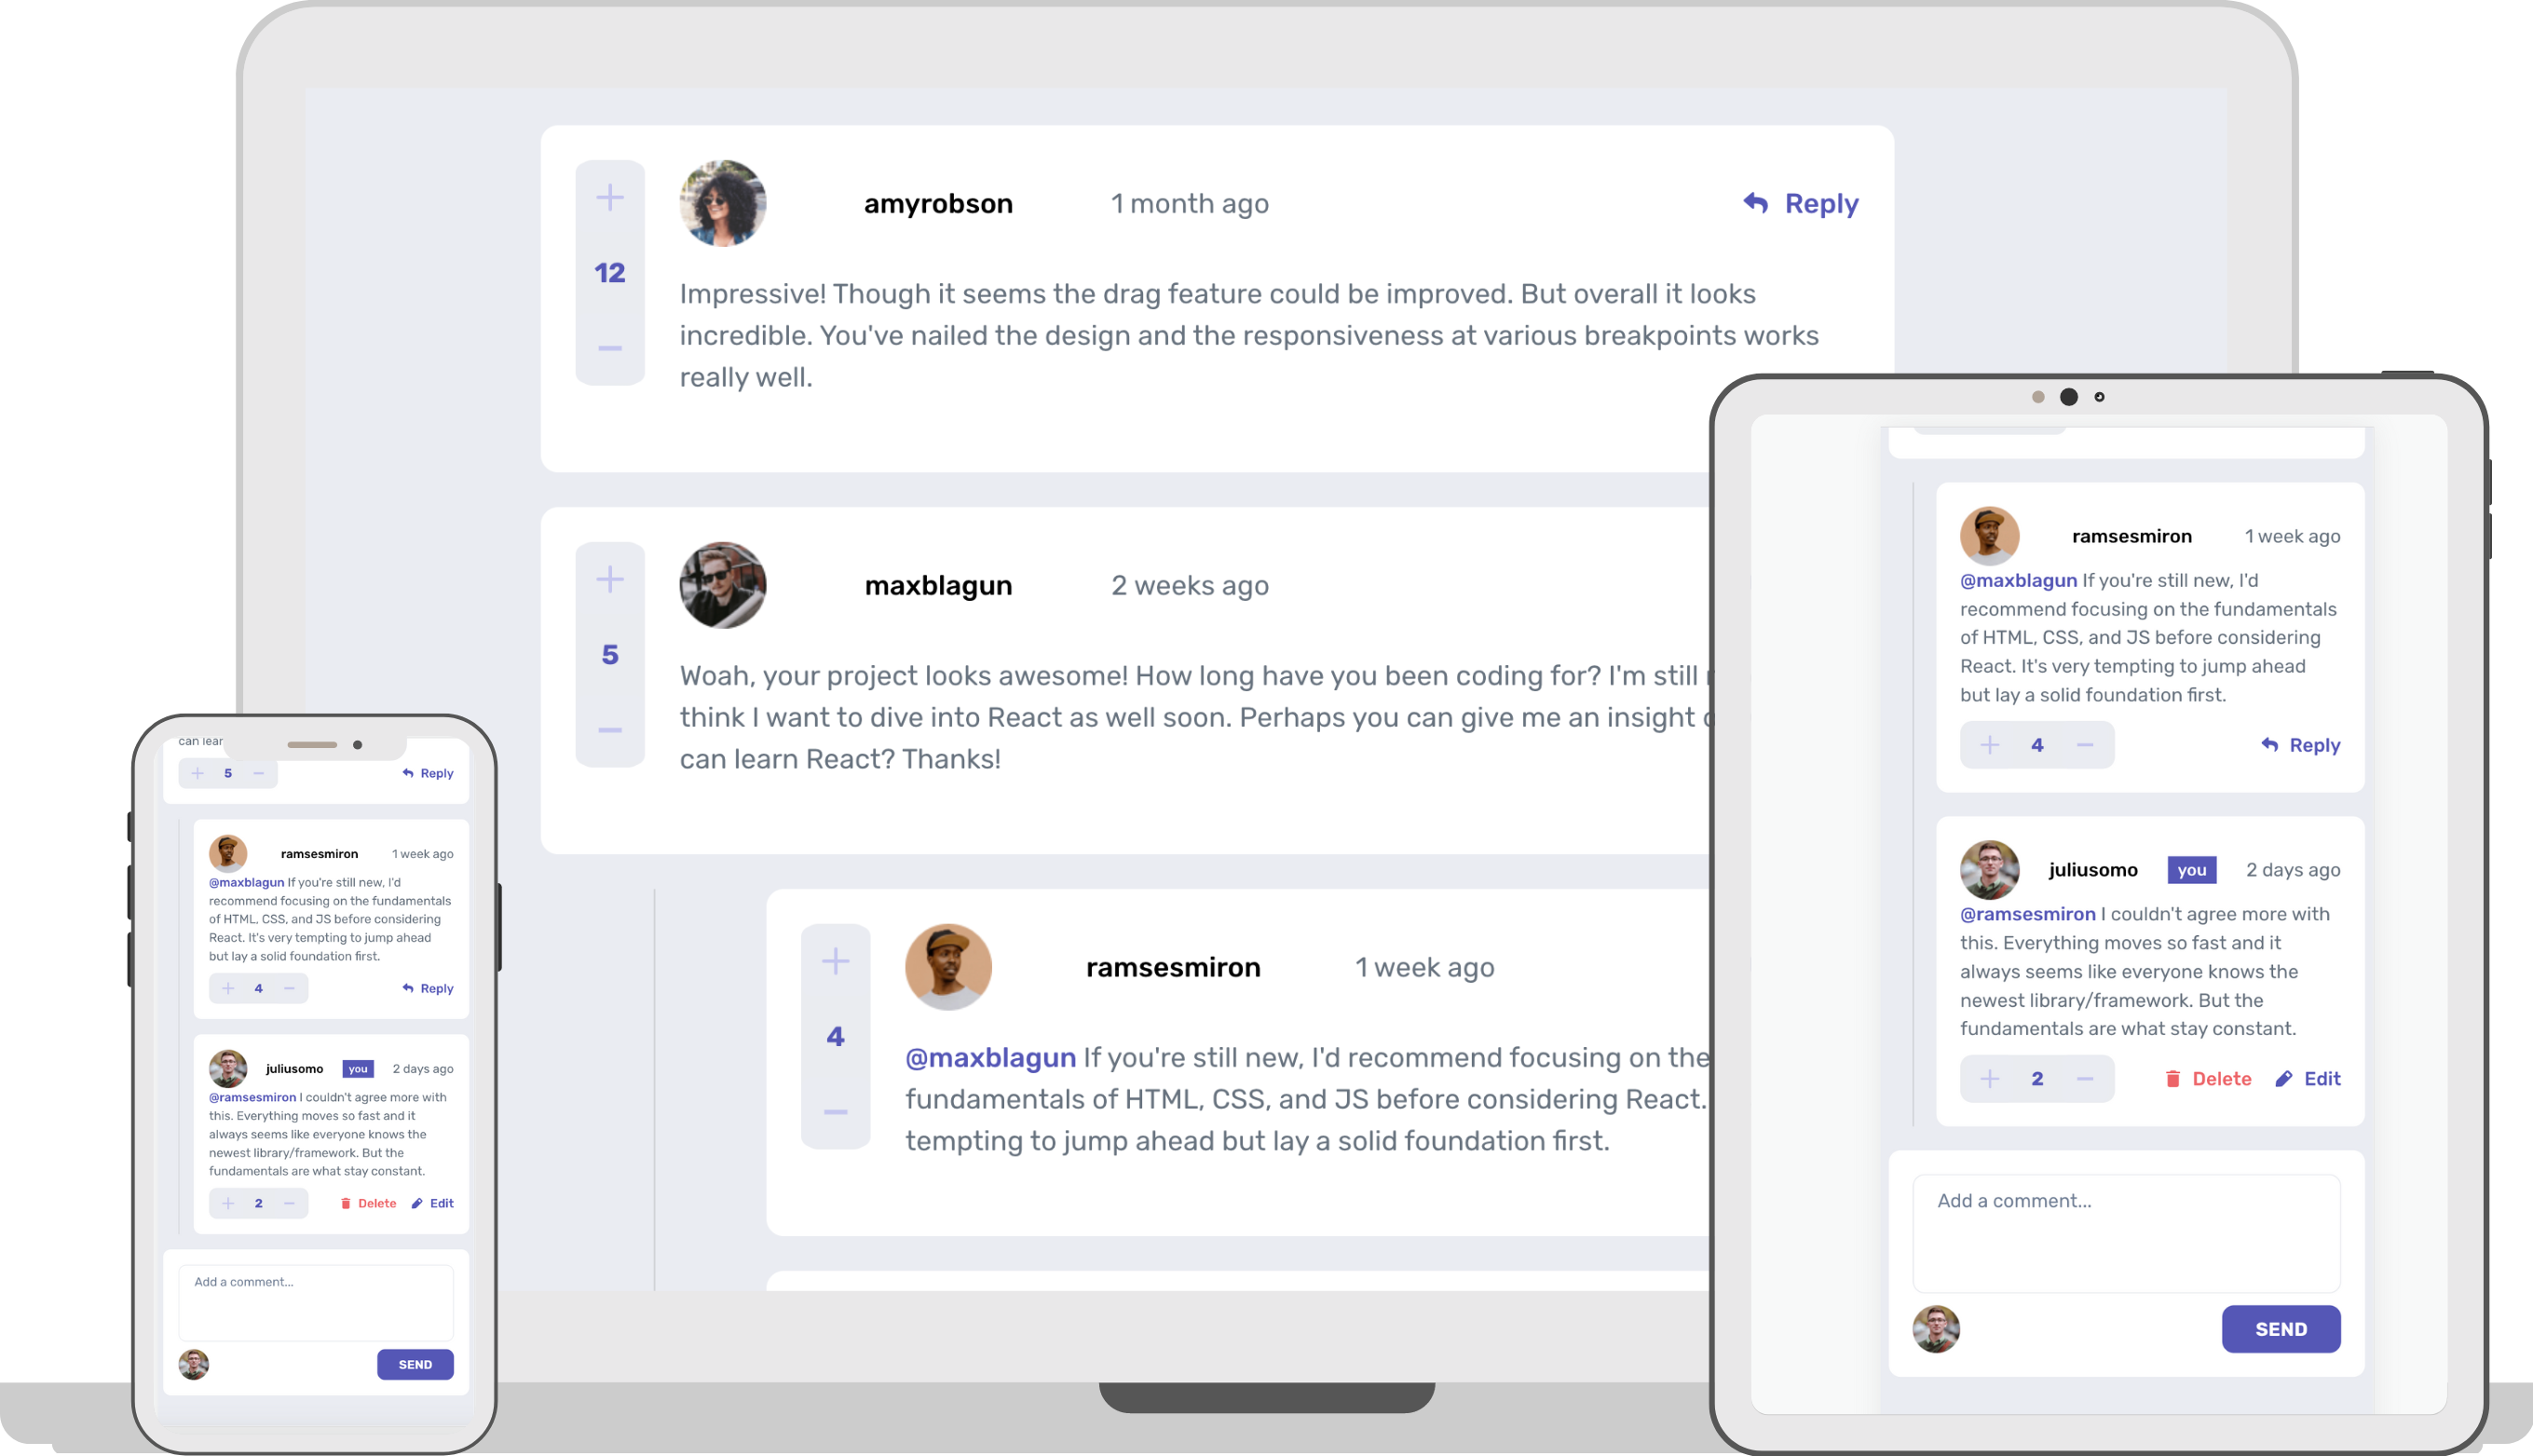 amyrobson
1 month ago
Reply
12
Impressive! Though it seems the drag feature could be improved. But overall it looks
incredible. You've nailed the design and the responsiveness at various breakpoints works
really well.
maxblagun
2 weeks ago
5
Woah, your project looks awesome! How long have you been coding for? I'm still
think I want to dive into React as well soon. Perhaps you can give me an insight
can learn React? Thanks!
ramsesmiron
1 week ago
4
@maxblagun If you're still new, I'd recommend focusing on the
fundamentals of HTML, CSS, and JS before considering React.
tempting to jump ahead but lay a solid foundation first.
can lear
5
Reply
ramsesmiron
1 week ago
@maxblagun If you're still new, I'd
recommend focusing on the fundamentals
of HTML, CSS, and JS before considering
React. It's very tempting to jump ahead
but lay a solid foundation first.
4
Reply
juliusomo
you
2 days ago
@ramsesmiron I couldn't agree more with
this. Everything moves so fast and it
always seems like everyone knows the
newest library/framework. But the
fundamentals are what stay constant.
2
Delete
Edit
Add a comment...
SEND
ramsesmiron
1 week ago
@maxblagun If you're still new, I'd
recommend focusing on the fundamentals
of HTML, CSS, and JS before considering
React. It's very tempting to jump ahead
but lay a solid foundation first.
4
Reply
juliusomo
you
2 days ago
@ramsesmiron I couldn't agree more with
this. Everything moves so fast and it
always seems like everyone knows the
newest library/framework. But the
fundamentals are what stay constant.
2
Delete
Edit
Add a comment...
SEND